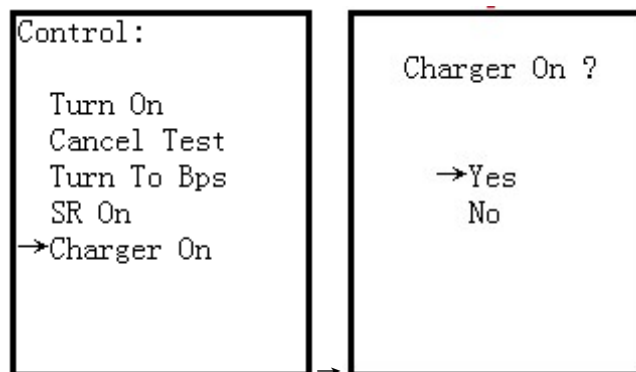 Control:
Turn On
Cancel Test
Turn To Bps
SR On
→Charger On
→
Charger On ?
→Yes
No